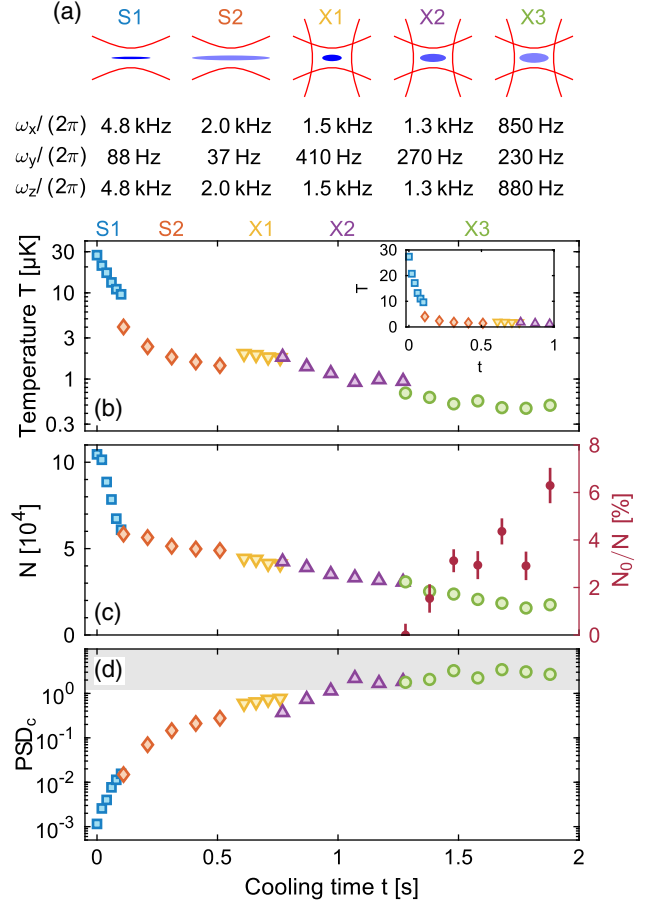 (a)
S1 S2 X1 X2 X3
ωx/(2π) 4.8 kHz 2.0 kHz 1.5 kHz 1.3 kHz 850 Hz
ωy/(2π) 88 Hz 37 Hz 410 Hz 270 Hz 230 Hz
ωz/(2π) 4.8 kHz 2.0 kHz 1.5 kHz 1.3 kHz 880 Hz
S1 S2 X1 X2 X3
Temperature T [μK]
30
10
3
1
0.3
(b)
30
20
10
0
T
0 0.5 1
t
N [10⁴]
10
5
0
(c)
8
6
4
2
0
N₀/N [%]
(d)
PSDc
10⁰
10⁻¹
10⁻²
10⁻³
0 0.5 1 1.5 2
Cooling time t [s]